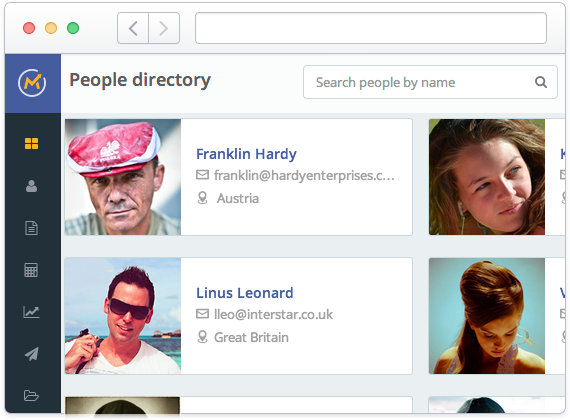 People directory
Search people by name
Franklin Hardy
franklin@hardyenterprises.c...
Austria
K
Linus Leonard
lleo@interstar.co.uk
Great Britain
V